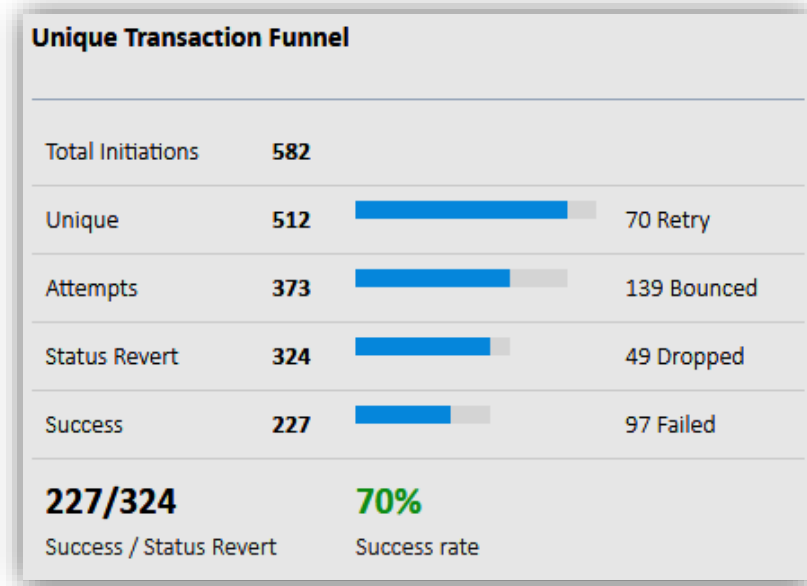 Unique Transaction Funnel
Total Initiations 582
Unique 512 70 Retry
Attempts 373 139 Bounced
Status Revert 324 49 Dropped
Success 227 97 Failed
227/324 70%
Success / Status Revert Success rate